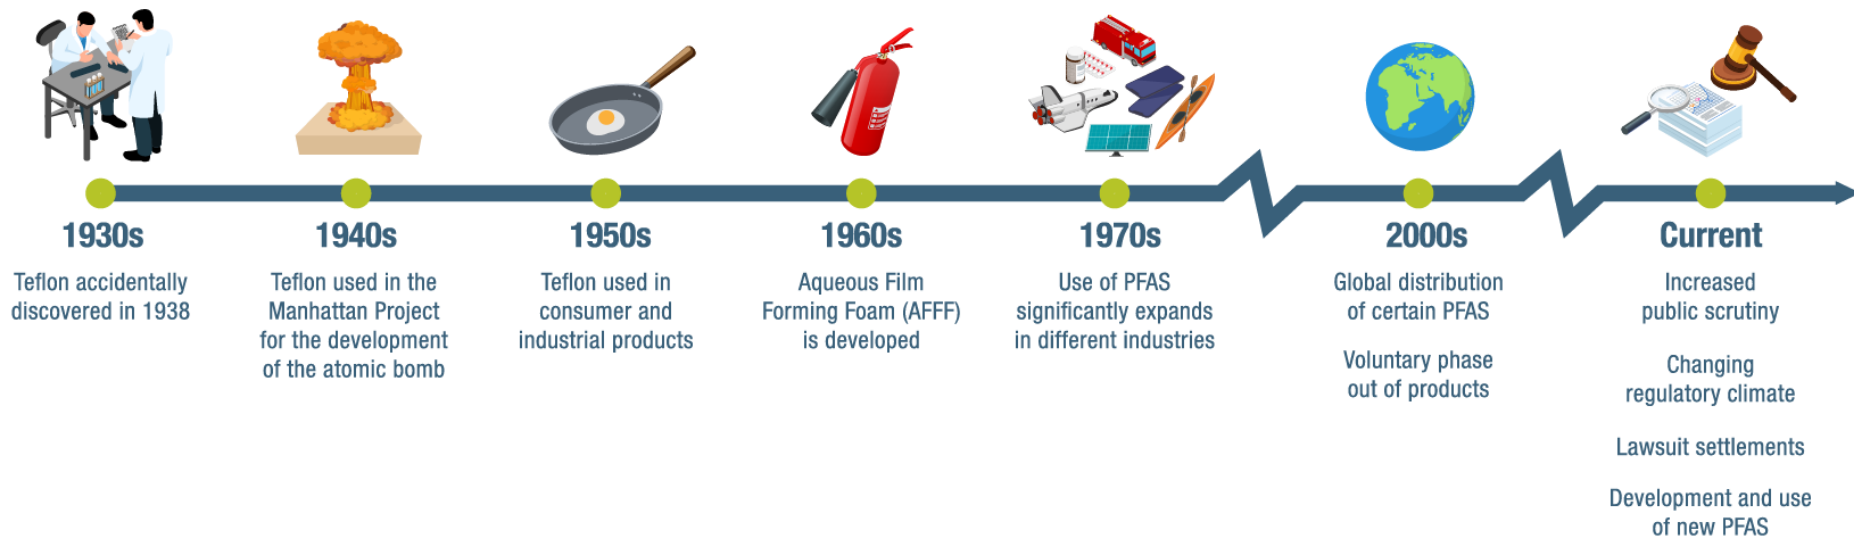 1930s
Teflon accidentally
discovered in 1938
1940s
Teflon used in the
Manhattan Project
for the development
of the atomic bomb
1950s
Teflon used in
consumer and
industrial products
1960s
Aqueous Film
Forming Foam (AFFF)
is developed
1970s
Use of PFAS
significantly expands
in different industries
2000s
Global distribution
of certain PFAS
Voluntary phase
out of products
Current
Increased
public scrutiny
Changing
regulatory climate
Lawsuit settlements
Development and use
of new PFAS